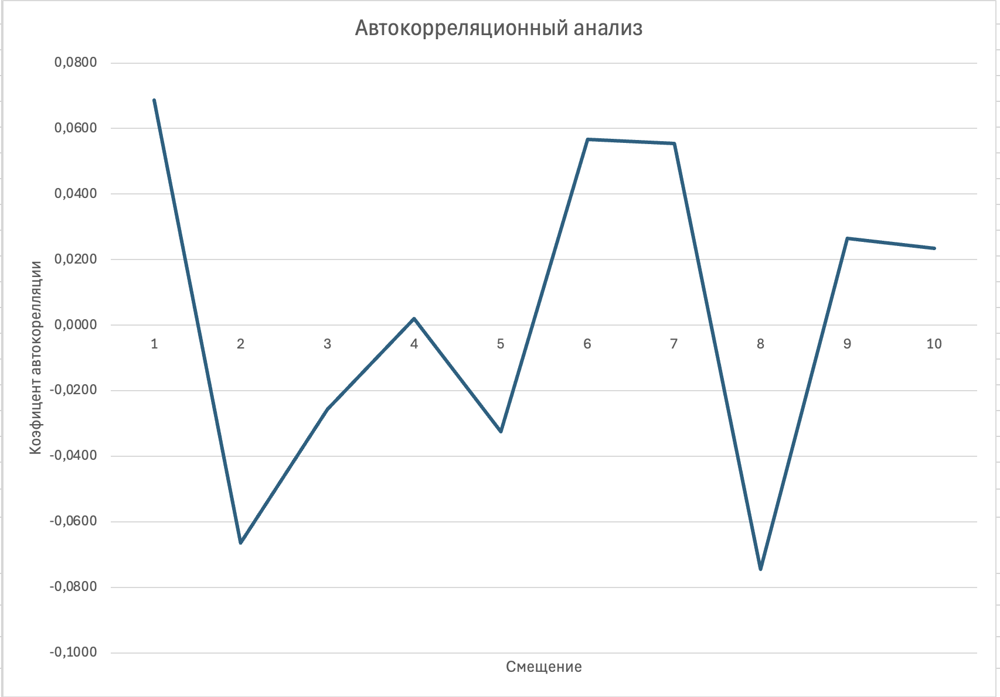 Автокорреляционный анализ
0,0800
0,0600
0,0400
0,0200
0,0000
-0,0200
-0,0400
-0,0600
-0,0800
-0,1000
1 2 3 4 5 6 7 8 9 10
Коэфицент автокорелляции
Смещение